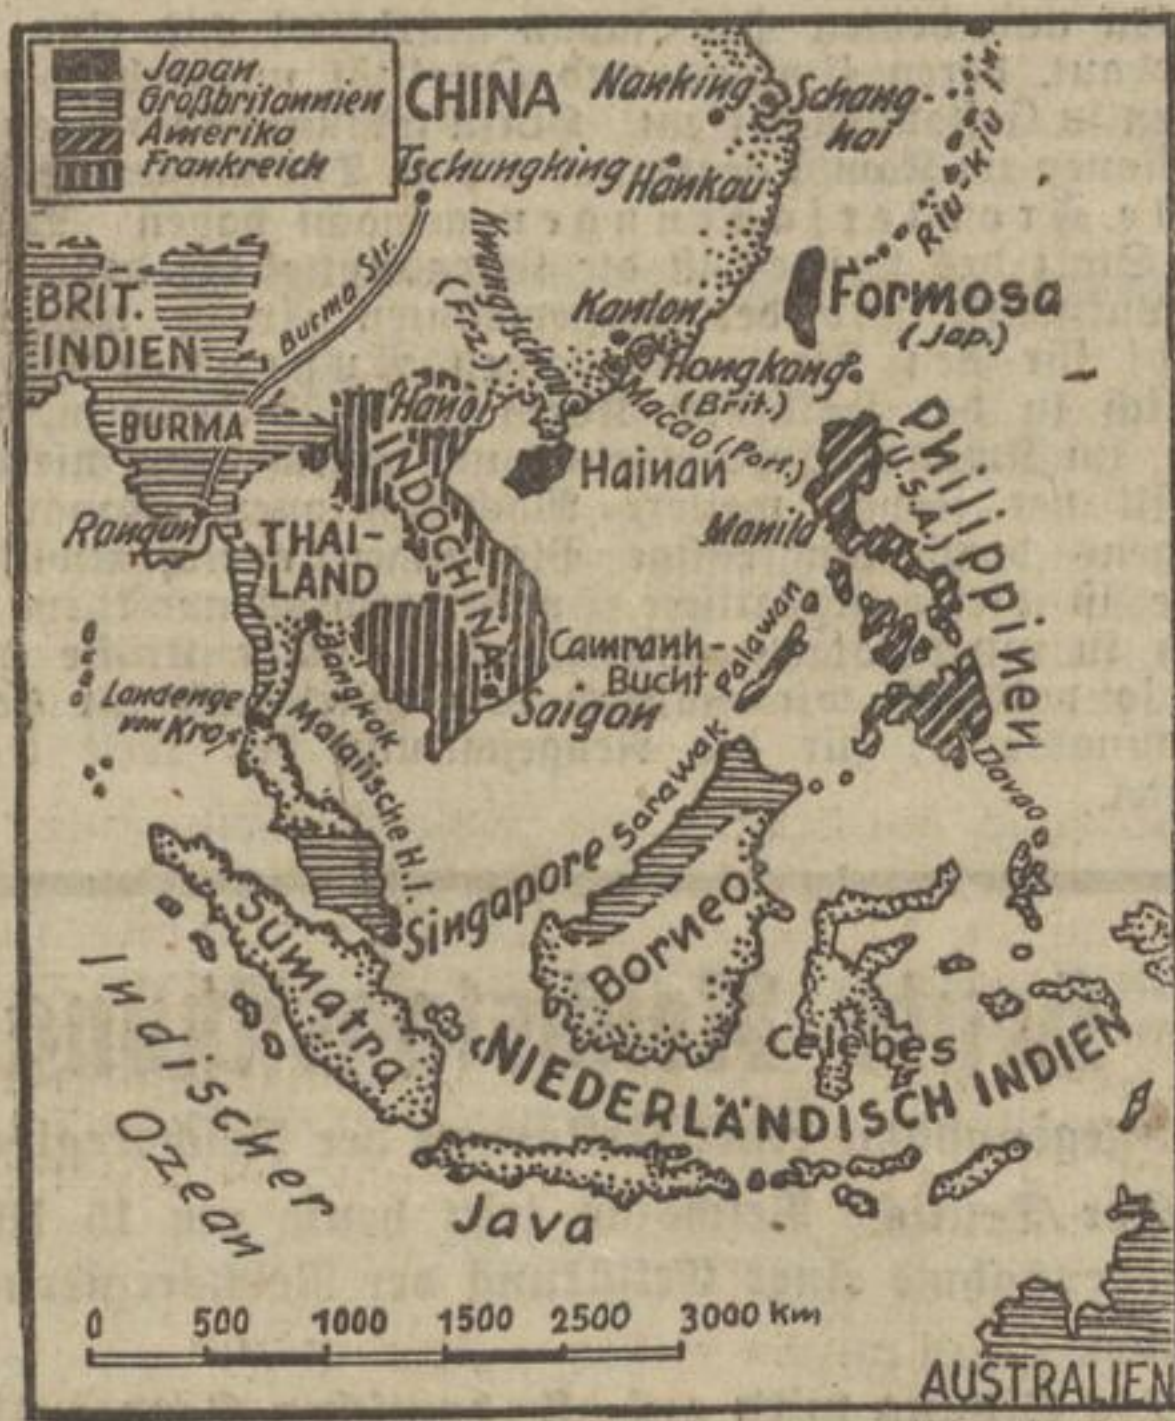 Japan
Großbritannien
Amerika
Frankreich
CHINA
Nanking
Schang-
hai
Tschungking
Hankau
Riu-Kiu In
Burma Str.
Kwangtschou
(Frz.)
Kanton
Formosa
(Jap.)
BRIT.
INDIEN
Hongkong
(Brit.)
Macao (Port.)
Hanoi
BURMA
INDOCHINA
Hainan
Philippinen
(U.S.A.)
Rangun
THAI-
LAND
Manila
Camranh-
Bucht
Palawan
Bangkok
Saigon
Landenge
von Kra
Malaiische H.I.
Davao
Sarawak
Singapore
Borneo
Sumatra
Indischer
Ozean
Celebes
NIEDERLÄNDISCH INDIEN
Java
0 500 1000 1500 2500 3000 Km
AUSTRALIEN